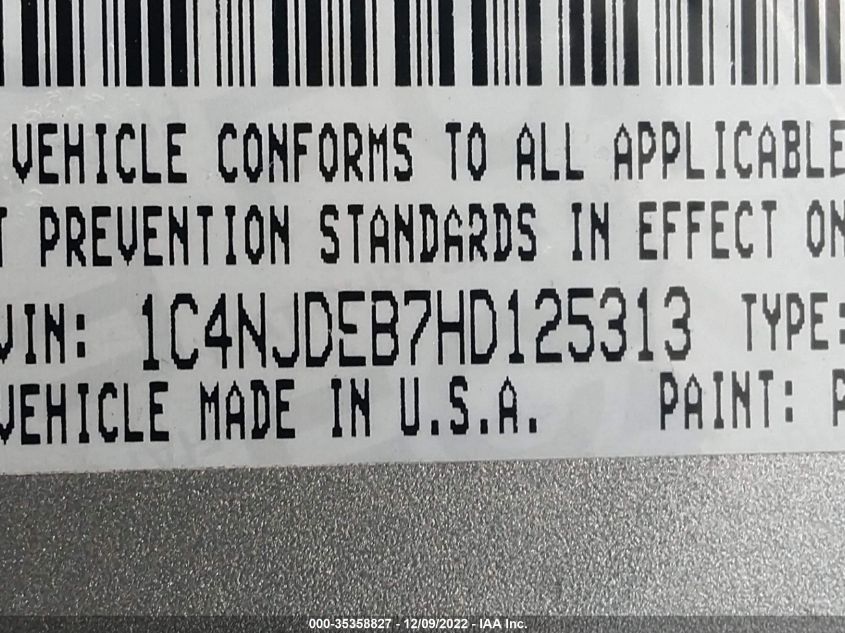 VEHICLE CONFORMS TO ALL APPLICABLE
T PREVENTION STANDARDS IN EFFECT ON
VIN: 1C4NJDEB7HD125313 TYPE:
VEHICLE MADE IN U.S.A. PAINT: P
000-35358827 - 12/09/2022 - IAA Inc.